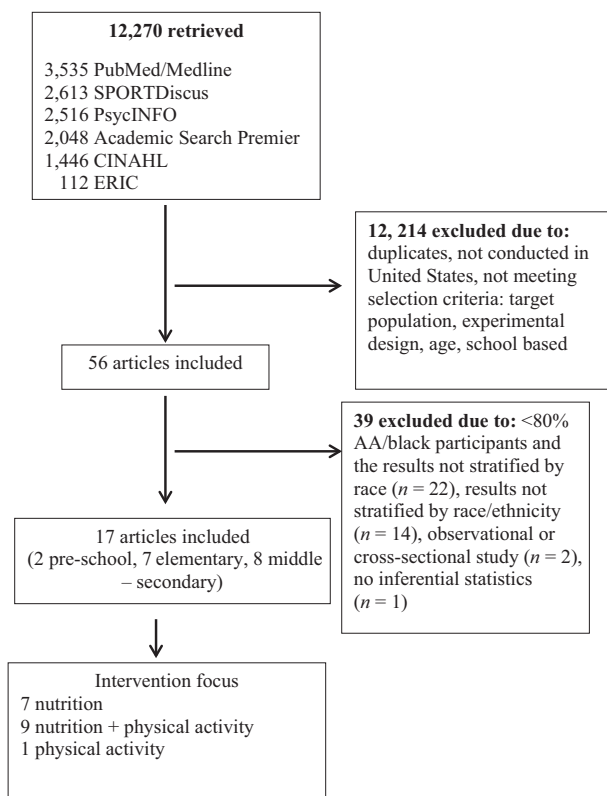 12,270 retrieved
3,535 PubMed/Medline
2,613 SPORTDiscus
2,516 PsycINFO
2,048 Academic Search Premier
1,446 CINAHL
112 ERIC
12, 214 excluded due to:
duplicates, not conducted in
United States, not meeting
selection criteria: target
population, experimental
design, age, school based
56 articles included
39 excluded due to: <80%
AA/black participants and
the results not stratified by
race (n = 22), results not
stratified by race/ethnicity
(n = 14), observational or
cross-sectional study (n = 2),
no inferential statistics
(n = 1)
17 articles included
(2 pre-school, 7 elementary, 8 middle
– secondary)
Intervention focus
7 nutrition
9 nutrition + physical activity
1 physical activity